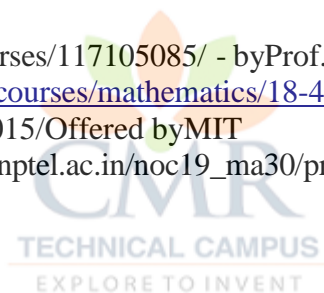 rses/117105085/ - byProf.
courses/mathematics/18-4
015/Offered byMIT
nptel.ac.in/noc19_ma30/pr
CMR
TECHNICAL CAMPUS
EXPLORE TO INVENT